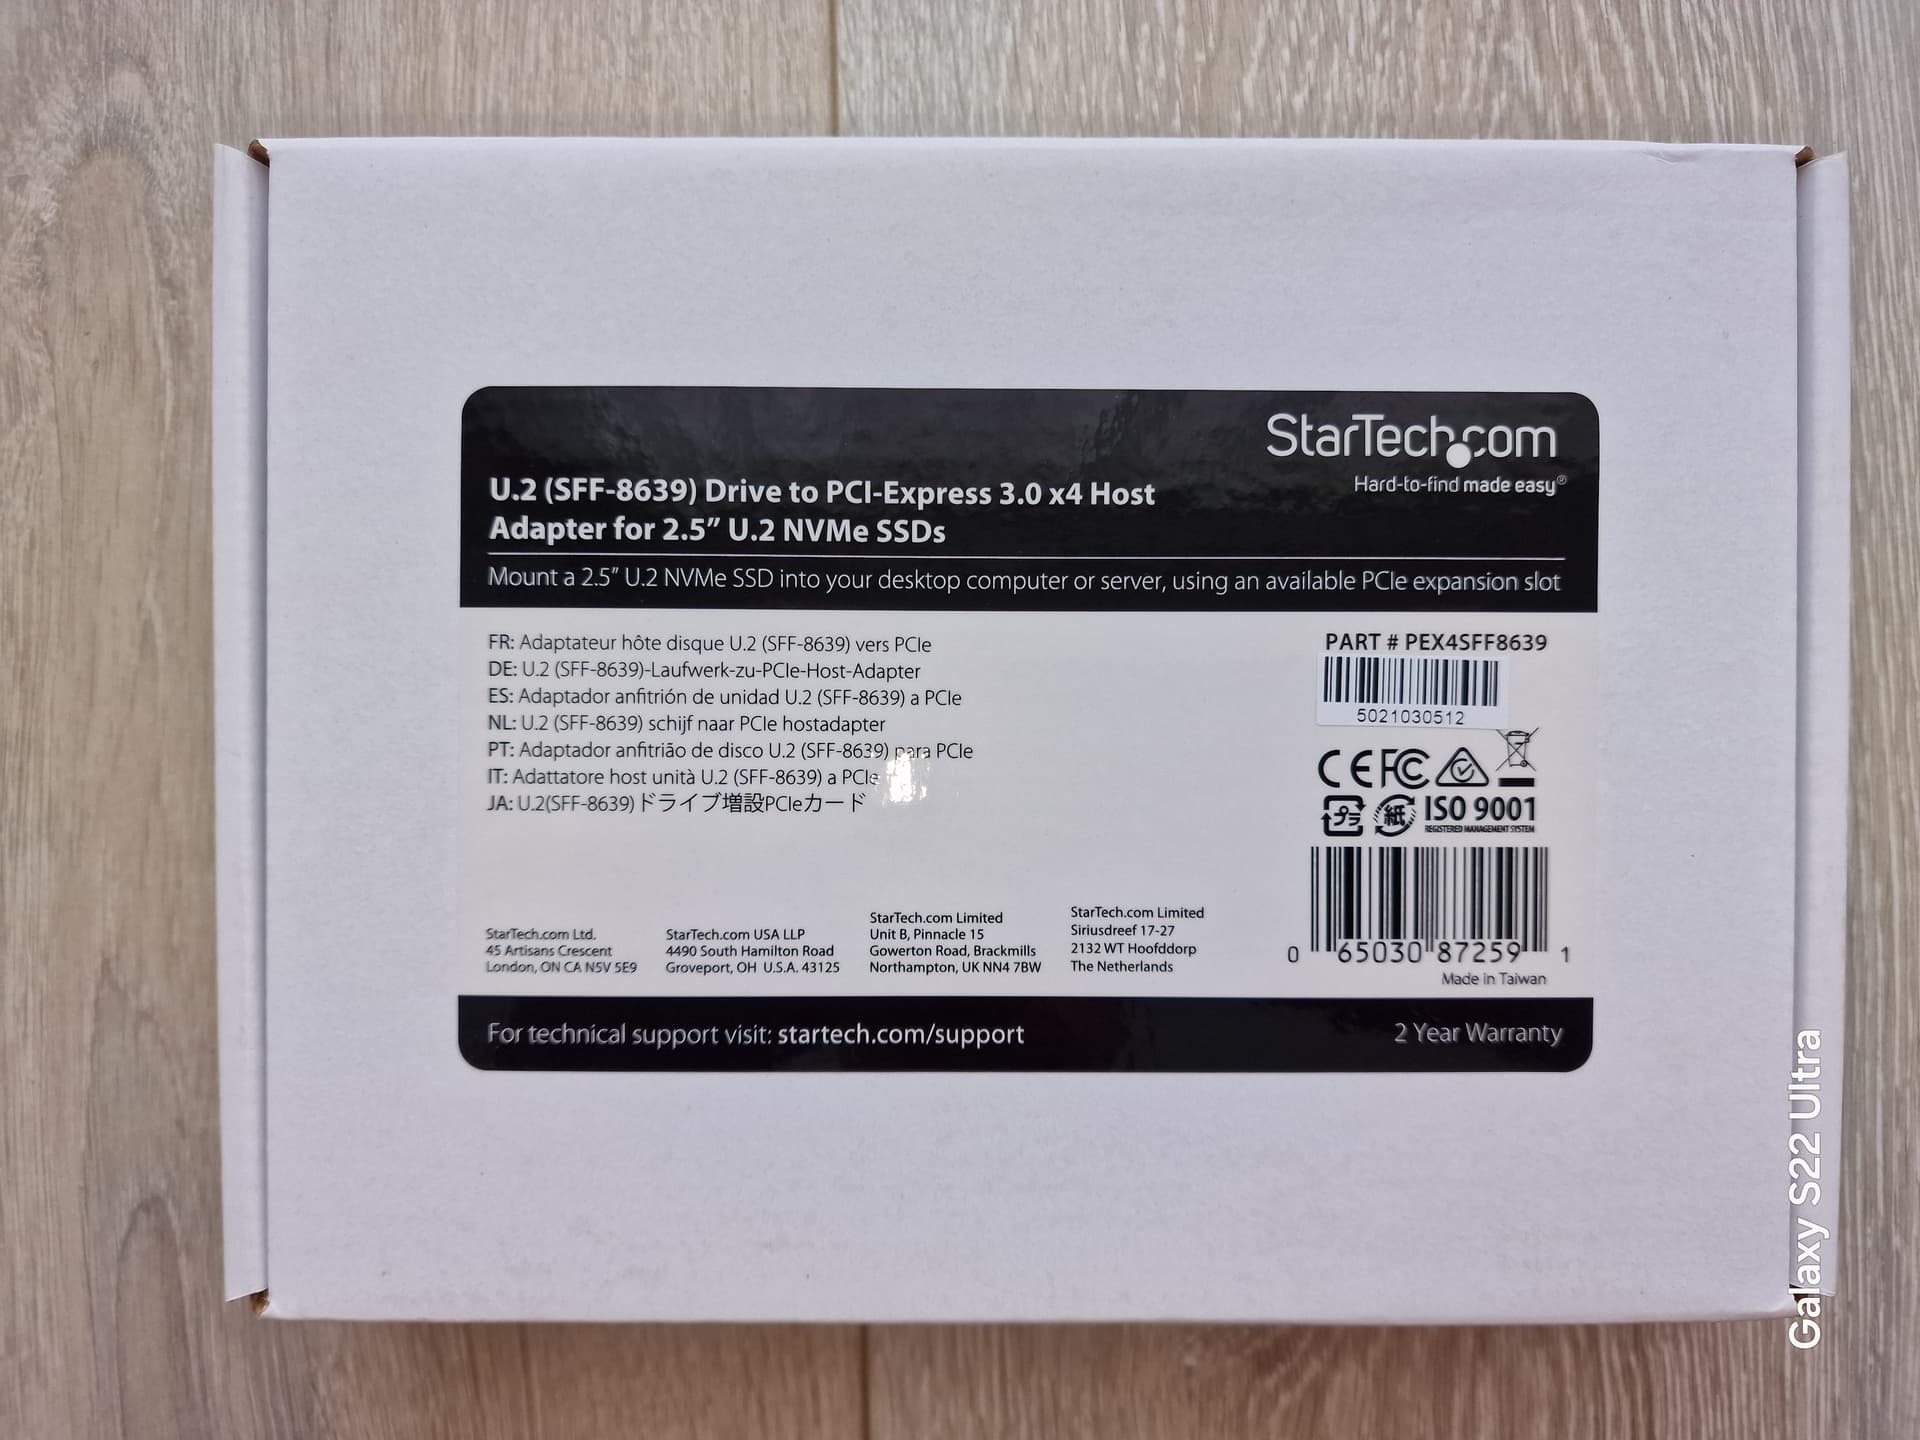 StarTech.com
Hard-to-find made easy®
U.2 (SFF-8639) Drive to PCI-Express 3.0 x4 Host
Adapter for 2.5" U.2 NVMe SSDs
Mount a 2.5" U.2 NVMe SSD into your desktop computer or server, using an available PCIe expansion slot
FR: Adaptateur hôte disque U.2 (SFF-8639) vers PCIe
DE: U.2 (SFF-8639)-Laufwerk-zu-PCIe-Host-Adapter
ES: Adaptador anfitrión de unidad U.2 (SFF-8639) a PCIe
NL: U.2 (SFF-8639) schijf naar PCIe hostadapter
PT: Adaptador anfitrião de disco U.2 (SFF-8639) para PCIe
IT: Adattatore host unità U.2 (SFF-8639) a PCIe
JA: U.2(SFF-8639)ドライブ増設PCIeカード
PART # PEX4SFF8639
5021030512
CE FC
プラ 紙 ISO 9001
REGISTERED MANAGEMENT SYSTEM
0 65030 87259 1
Made in Taiwan
StarTech.com Ltd.
45 Artisans Crescent
London, ON CA N5V 5E9
StarTech.com USA LLP
4490 South Hamilton Road
Groveport, OH U.S.A. 43125
StarTech.com Limited
Unit B, Pinnacle 15
Gowerton Road, Brackmills
Northampton, UK NN4 7BW
StarTech.com Limited
Siriusdreef 17-27
2132 WT Hoofddorp
The Netherlands
For technical support visit: startech.com/support
2 Year Warranty
Galaxy S22 Ultra